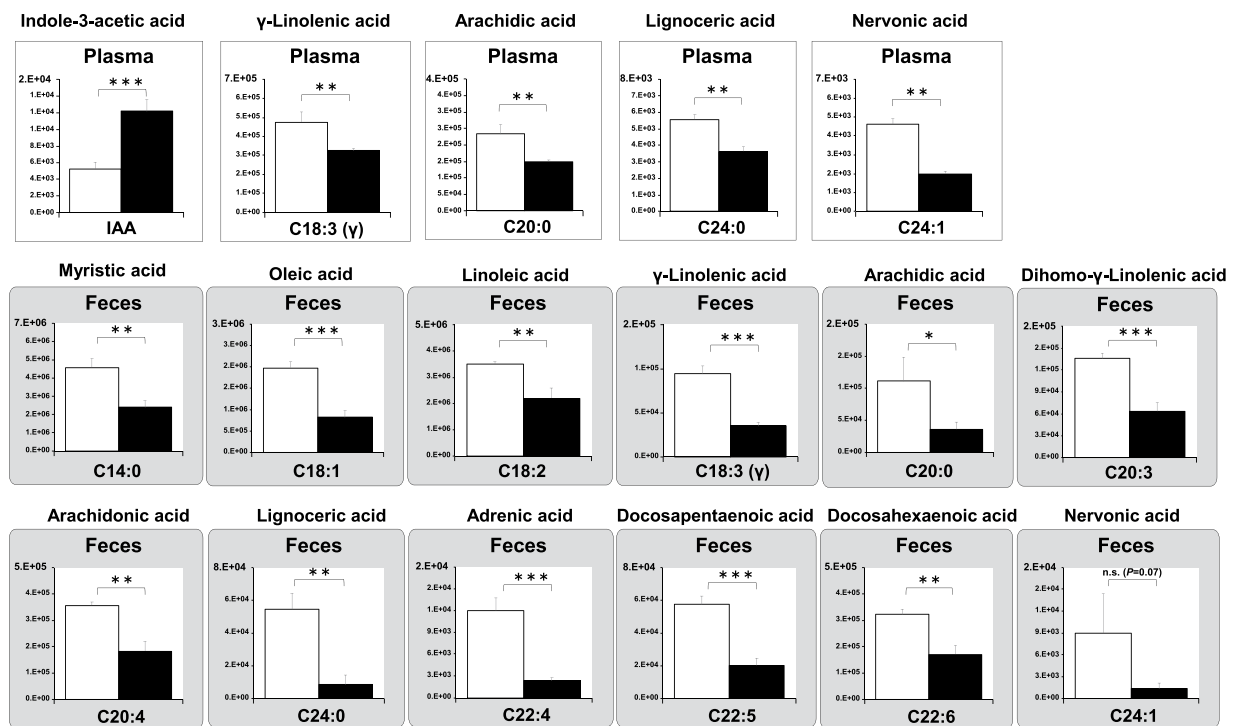 Indole-3-acetic acid
γ-Linolenic acid
Arachidic acid
Lignoceric acid
Nervonic acid
Plasma
2.E+04
1.E+04
1.E+04
1.E+04
8.E+03
6.E+03
4.E+03
2.E+03
0.E+00
***
IAA
Plasma
7.E+05
6.E+05
5.E+05
4.E+05
3.E+05
2.E+05
1.E+05
0.E+00
**
C18:3 (γ)
Plasma
4.E+05
3.E+05
3.E+05
2.E+05
2.E+05
1.E+05
5.E+04
0.E+00
**
C20:0
Plasma
8.E+03
7.E+03
6.E+03
5.E+03
4.E+03
3.E+03
2.E+03
1.E+03
0.E+00
**
C24:0
Plasma
7.E+03
6.E+03
5.E+03
4.E+03
3.E+03
2.E+03
1.E+03
0.E+00
**
C24:1
Myristic acid
Oleic acid
Linoleic acid
γ-Linolenic acid
Arachidic acid
Dihomo-γ-Linolenic acid
Feces
7.E+06
6.E+06
5.E+06
4.E+06
3.E+06
2.E+06
1.E+06
0.E+00
**
C14:0
Feces
3.E+06
2.E+06
2.E+06
1.E+06
5.E+05
0.E+00
***
C18:1
Feces
5.E+06
4.E+06
3.E+06
2.E+06
1.E+06
0.E+00
**
C18:2
Feces
2.E+05
1.E+05
5.E+04
0.E+00
***
C18:3 (γ)
Feces
2.E+05
1.E+05
5.E+04
0.E+00
*
C20:0
Feces
2.E+05
2.E+05
1.E+05
9.E+04
6.E+04
3.E+04
0.E+00
***
C20:3
Arachidonic acid
Lignoceric acid
Adrenic acid
Docosapentaenoic acid
Docosahexaenoic acid
Nervonic acid
Feces
5.E+05
4.E+05
3.E+05
2.E+05
1.E+05
0.E+00
**
C20:4
Feces
8.E+04
6.E+04
4.E+04
2.E+04
0.E+00
**
C24:0
Feces
2.E+04
1.E+04
9.E+03
6.E+03
3.E+03
0.E+00
***
C22:4
Feces
8.E+04
6.E+04
4.E+04
2.E+04
0.E+00
***
C22:5
Feces
5.E+05
4.E+05
3.E+05
2.E+05
1.E+05
0.E+00
**
C22:6
Feces
2.E+04
1.E+04
9.E+03
6.E+03
3.E+03
0.E+00
n.s. (P=0.07)
C24:1